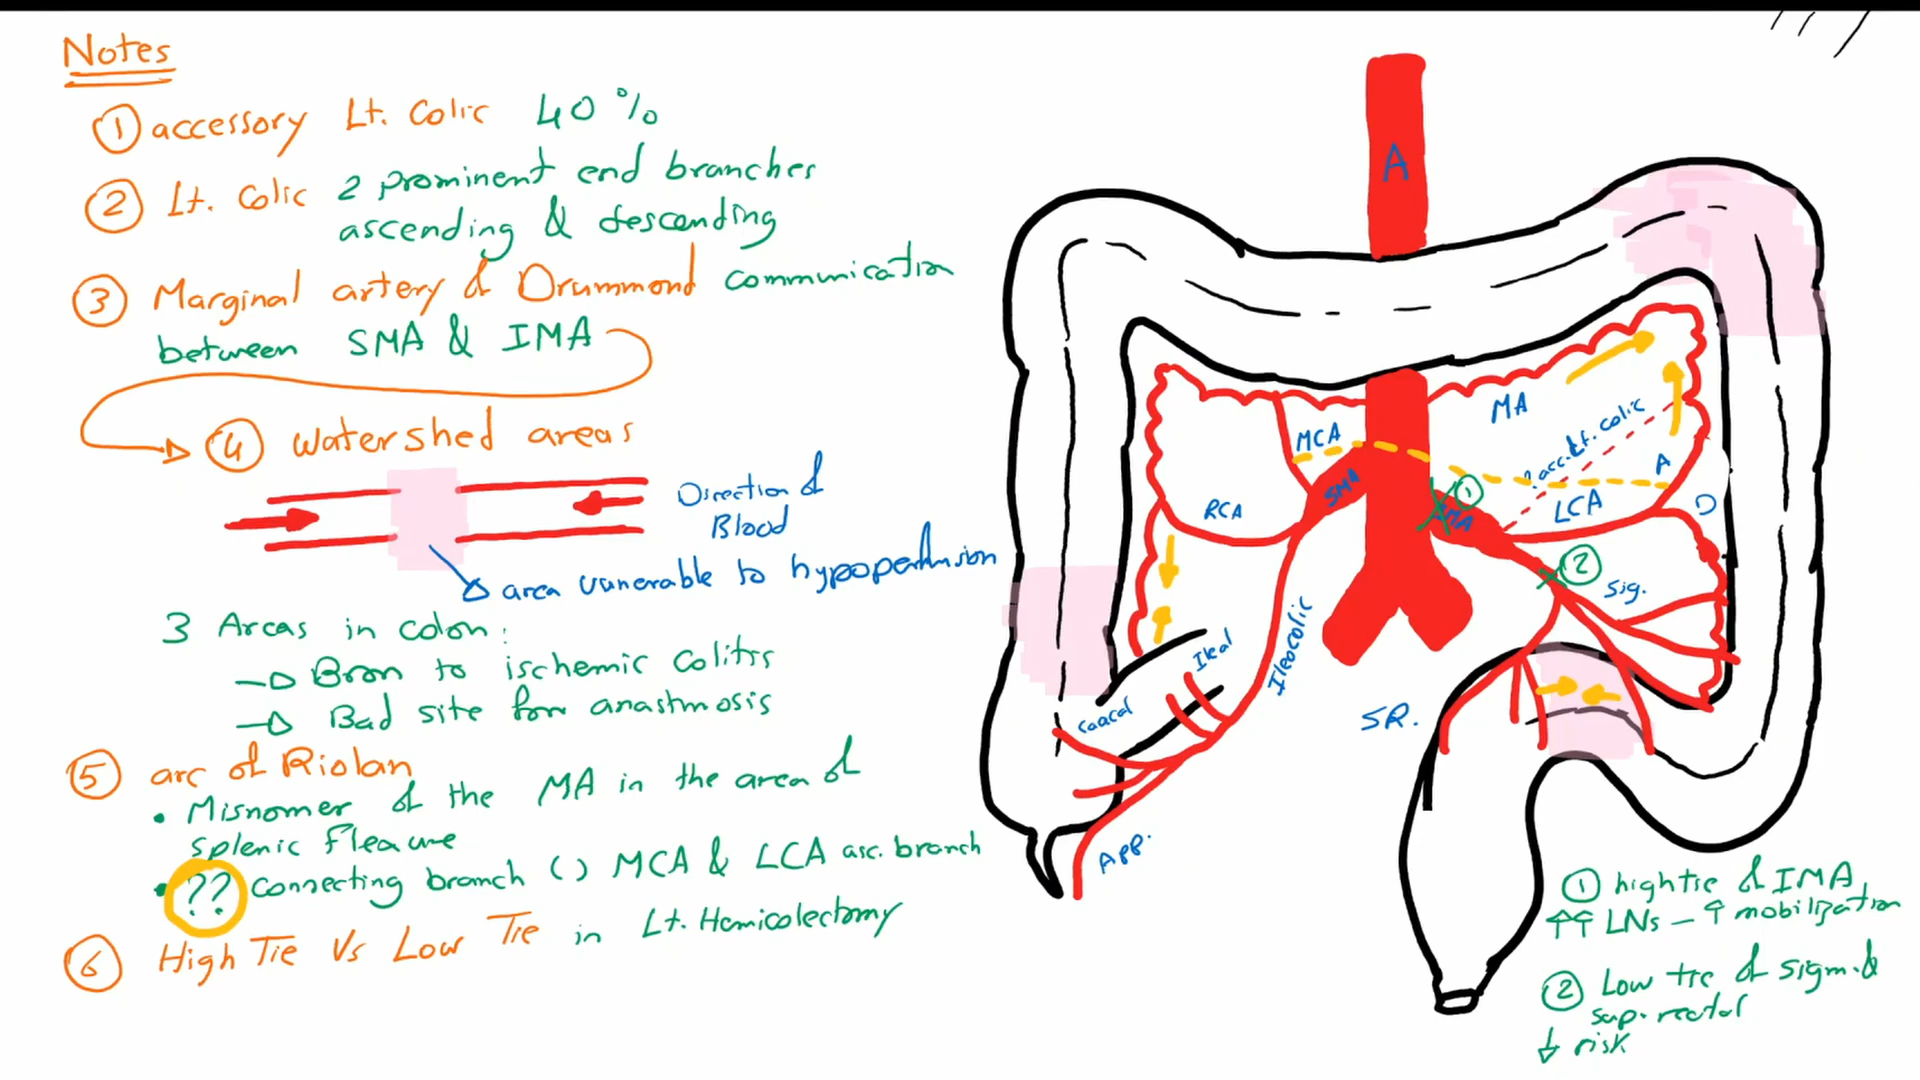 Notes
① accessory Lt. Colic 40 %
② Lt. Colic 2 prominent end branches
ascending & descending
③ Marginal artery of Drummond communication
between SMA & IMA
④ watershed areas
Direction of
Blood
area vunerable to hypoperfusion
3 Areas in colon:
Bron to ischemic colitis
Bad site for anastmosis
⑤ arc of Riolan
• Misnomer of the MA in the area of
splenic flexure
• ?? connecting branch () MCA & LCA asc. branch
⑥ High Tie Vs Low Tie in Lt. Hemicolectomy
A
MA
MCA
? acc. Lt. colic
A
SMA
①
IMA
LCA
D
RCA
②
Sig.
Ileal
Ileocolic
Caacal
SR.
App.
① high tie of IMA
↑↑ LNs – ↑ mobilization
② Low tie of sigm. &
sup. rectal
↓ risk